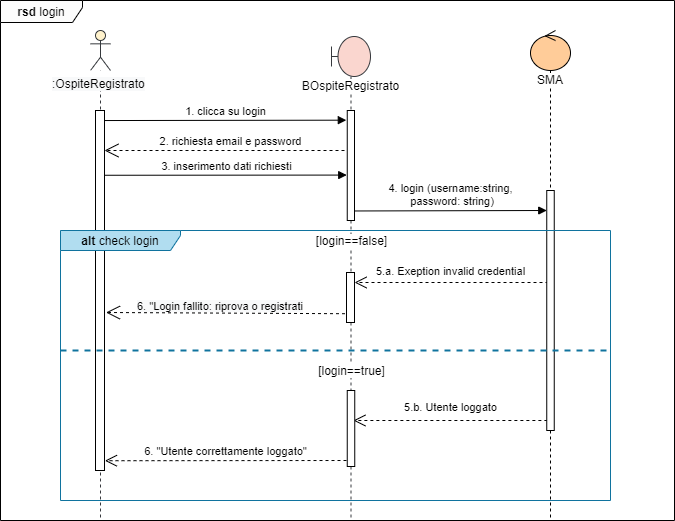 rsd login
:OspiteRegistrato
BOspiteRegistrato
SMA
1. clicca su login
2. richiesta email e password
3. inserimento dati richiesti
4. login (username:string,
password: string)
alt check login
[login==false]
5.a. Exeption invalid credential
6. "Login fallito: riprova o registrati
[login==true]
5.b. Utente loggato
6. "Utente correttamente loggato"